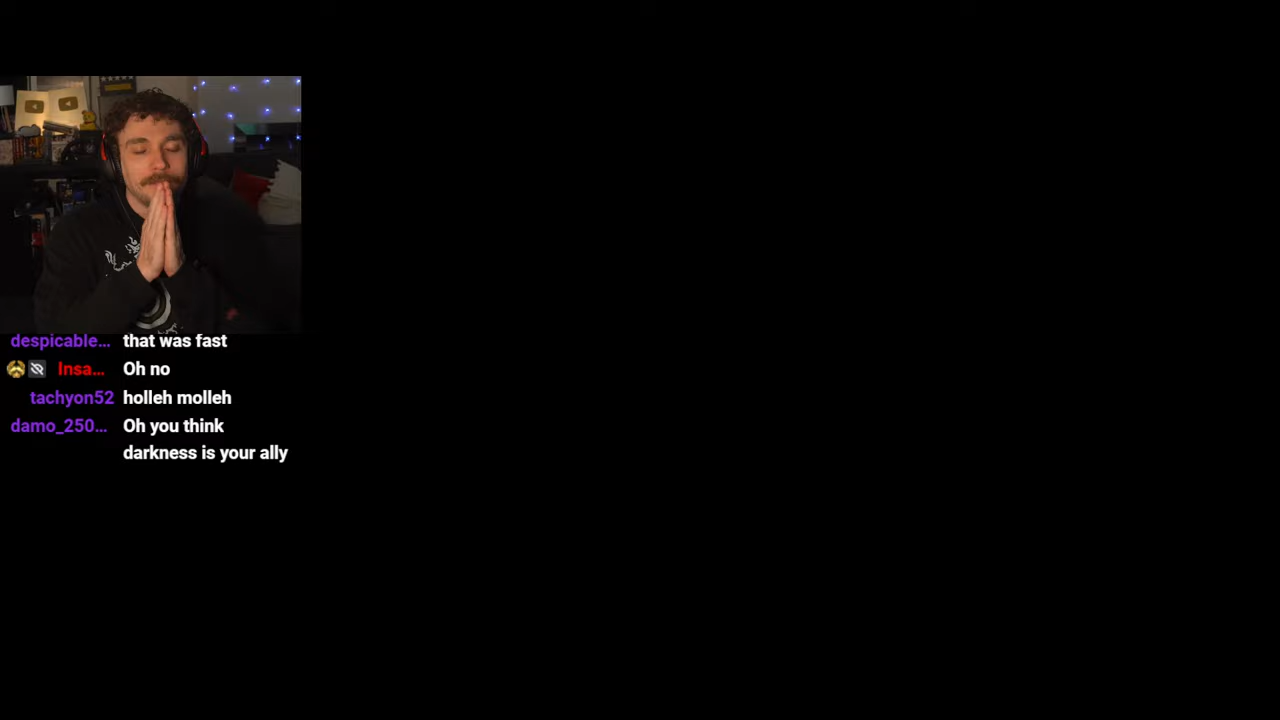 despicable... that was fast
Insa... Oh no
tachyon52 holleh molleh
damo_250... Oh you think
darkness is your ally